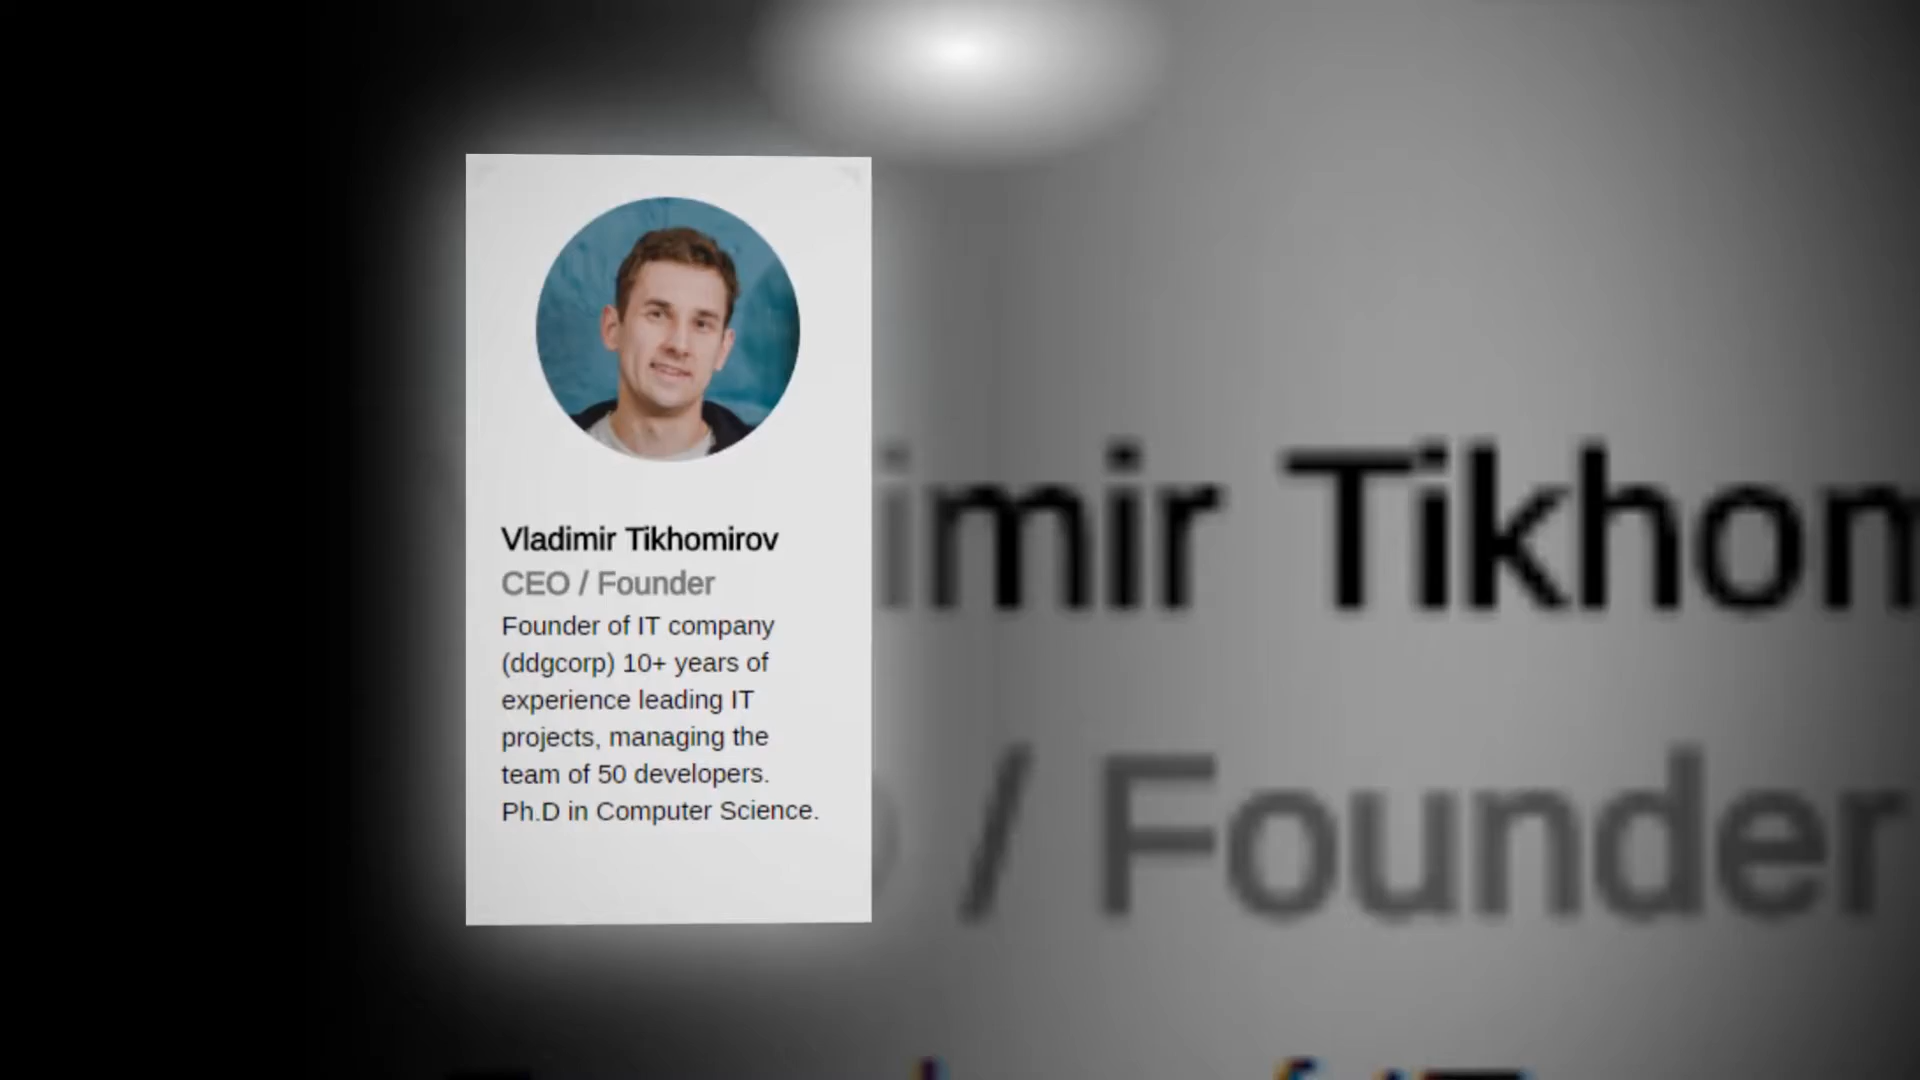 Vladimir Tikhomirov
CEO / Founder
Founder of IT company
(ddgcorp) 10+ years of
experience leading IT
projects, managing the
team of 50 developers.
Ph.D in Computer Science.
imir Tikhom
/ Founder